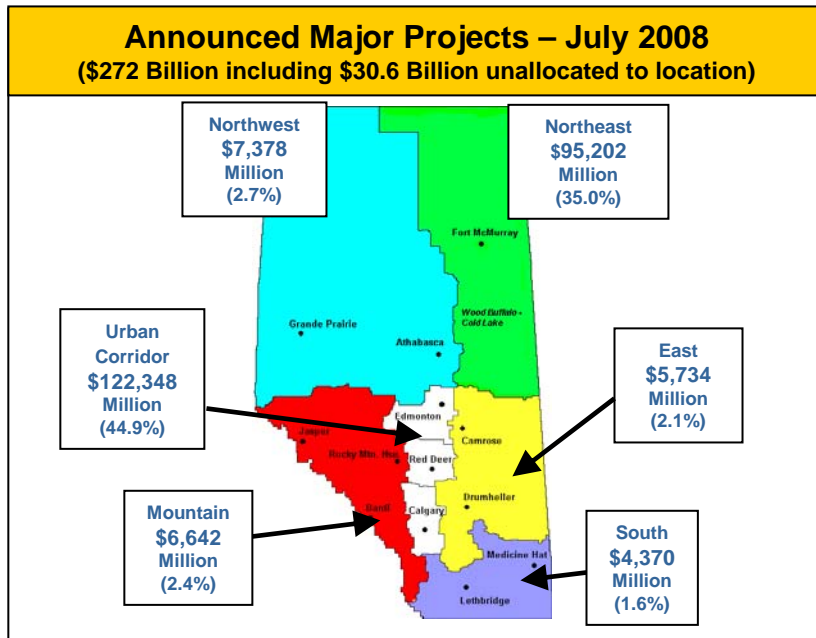 Announced Major Projects – July 2008
($272 Billion including $30.6 Billion unallocated to location)
Northwest
$7,378
Million
(2.7%)
Northeast
$95,202
Million
(35.0%)
Fort McMurray
Wood Buffalo -
Cold Lake
Grande Prairie
Athabasca
Urban
Corridor
$122,348
Million
(44.9%)
East
$5,734
Million
(2.1%)
Edmonton
Camrose
Jasper
Rocky Mtn. Hse.
Red Deer
Banff
Calgary
Drumheller
Mountain
$6,642
Million
(2.4%)
South
$4,370
Million
(1.6%)
Medicine Hat
Lethbridge